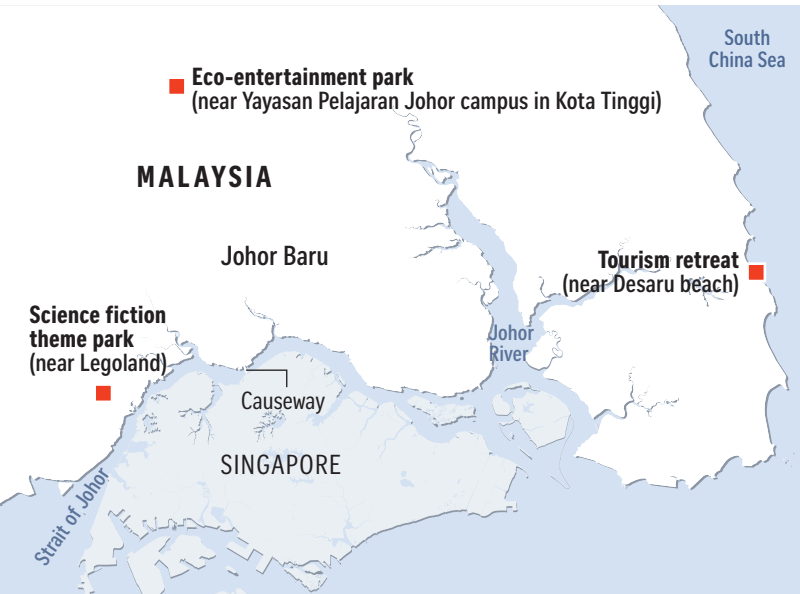 South
China Sea
Eco-entertainment park
(near Yayasan Pelajaran Johor campus in Kota Tinggi)
MALAYSIA
Johor Baru
Tourism retreat
(near Desaru beach)
Science fiction
theme park
(near Legoland)
Johor
River
Causeway
SINGAPORE
Strait of Johor